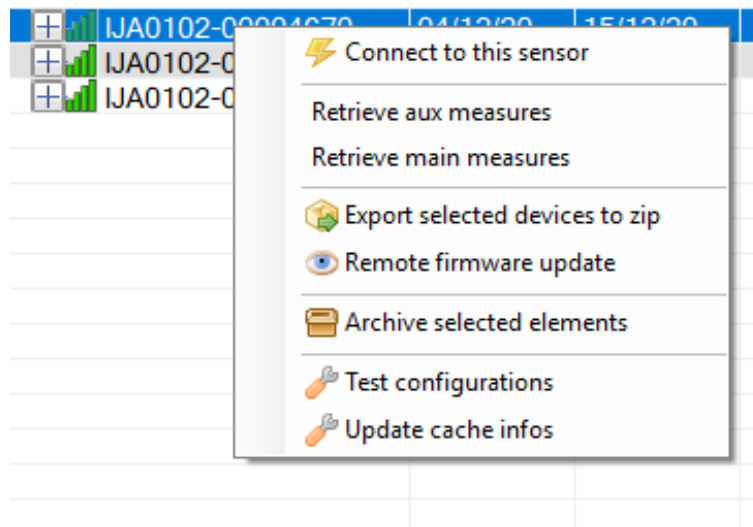 IJA0102-00004670 04/12/20 15/12/20
IJA0102-0
IJA0102-0
Connect to this sensor
Retrieve aux measures
Retrieve main measures
Export selected devices to zip
Remote firmware update
Archive selected elements
Test configurations
Update cache infos